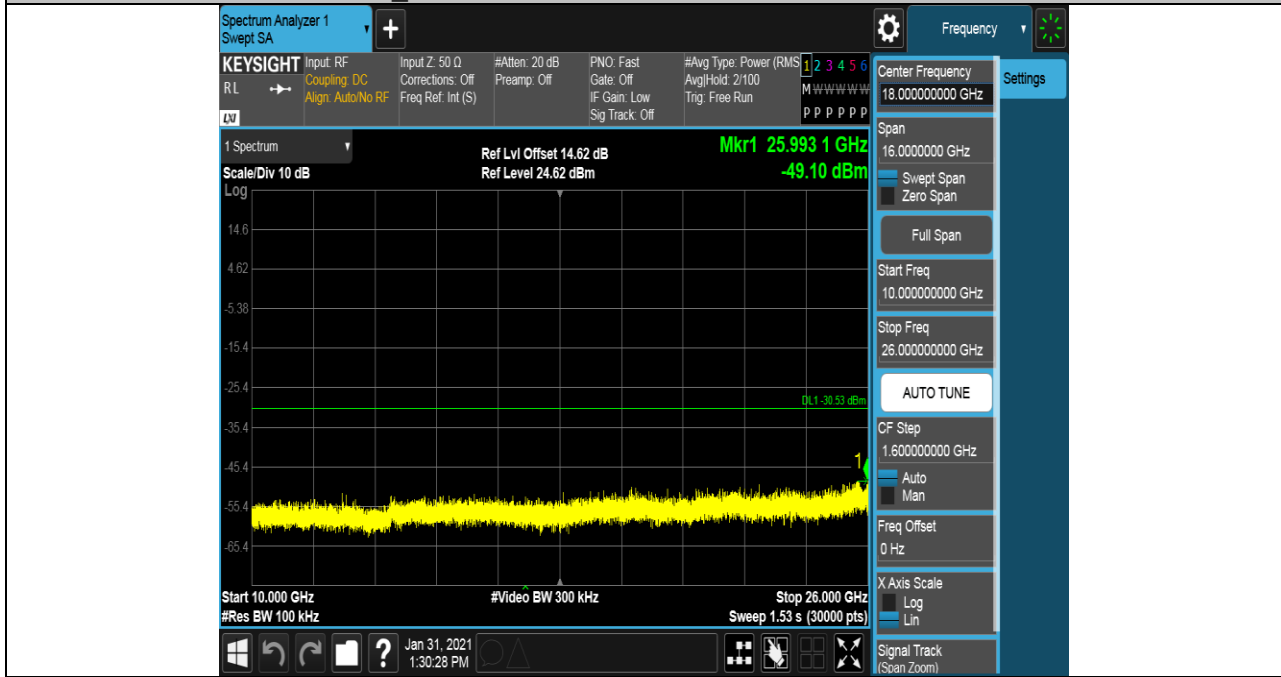 Spectrum Analyzer 1
Swept SA
+
Frequency
KEYSIGHT
RL
LXI
Input: RF
Coupling: DC
Align: Auto/No RF
Input Z: 50 Ω
Corrections: Off
Freq Ref: Int (S)
#Atten: 20 dB
Preamp: Off
PNO: Fast
Gate: Off
IF Gain: Low
Sig Track: Off
#Avg Type: Power (RMS
Avg|Hold: 2/100
Trig: Free Run
1 2 3 4 5 6
M W W W W W
P P P P P P
Center Frequency
18.000000000 GHz
Settings
Span
16.0000000 GHz
Swept Span
Zero Span
Full Span
Start Freq
10.000000000 GHz
Stop Freq
26.000000000 GHz
AUTO TUNE
CF Step
1.600000000 GHz
Auto
Man
Freq Offset
0 Hz
X Axis Scale
Log
Lin
Signal Track
(Span Zoom)
1 Spectrum
Scale/Div 10 dB
Log
Ref Lvl Offset 14.62 dB
Ref Level 24.62 dBm
Mkr1 25.993 1 GHz
-49.10 dBm
14.6
4.62
-5.38
-15.4
-25.4
DL1 -30.53 dBm
-35.4
-45.4
1
-55.4
-65.4
Start 10.000 GHz
#Video BW 300 kHz
Stop 26.000 GHz
#Res BW 100 kHz
Sweep 1.53 s (30000 pts)
?
Jan 31, 2021
1:30:28 PM